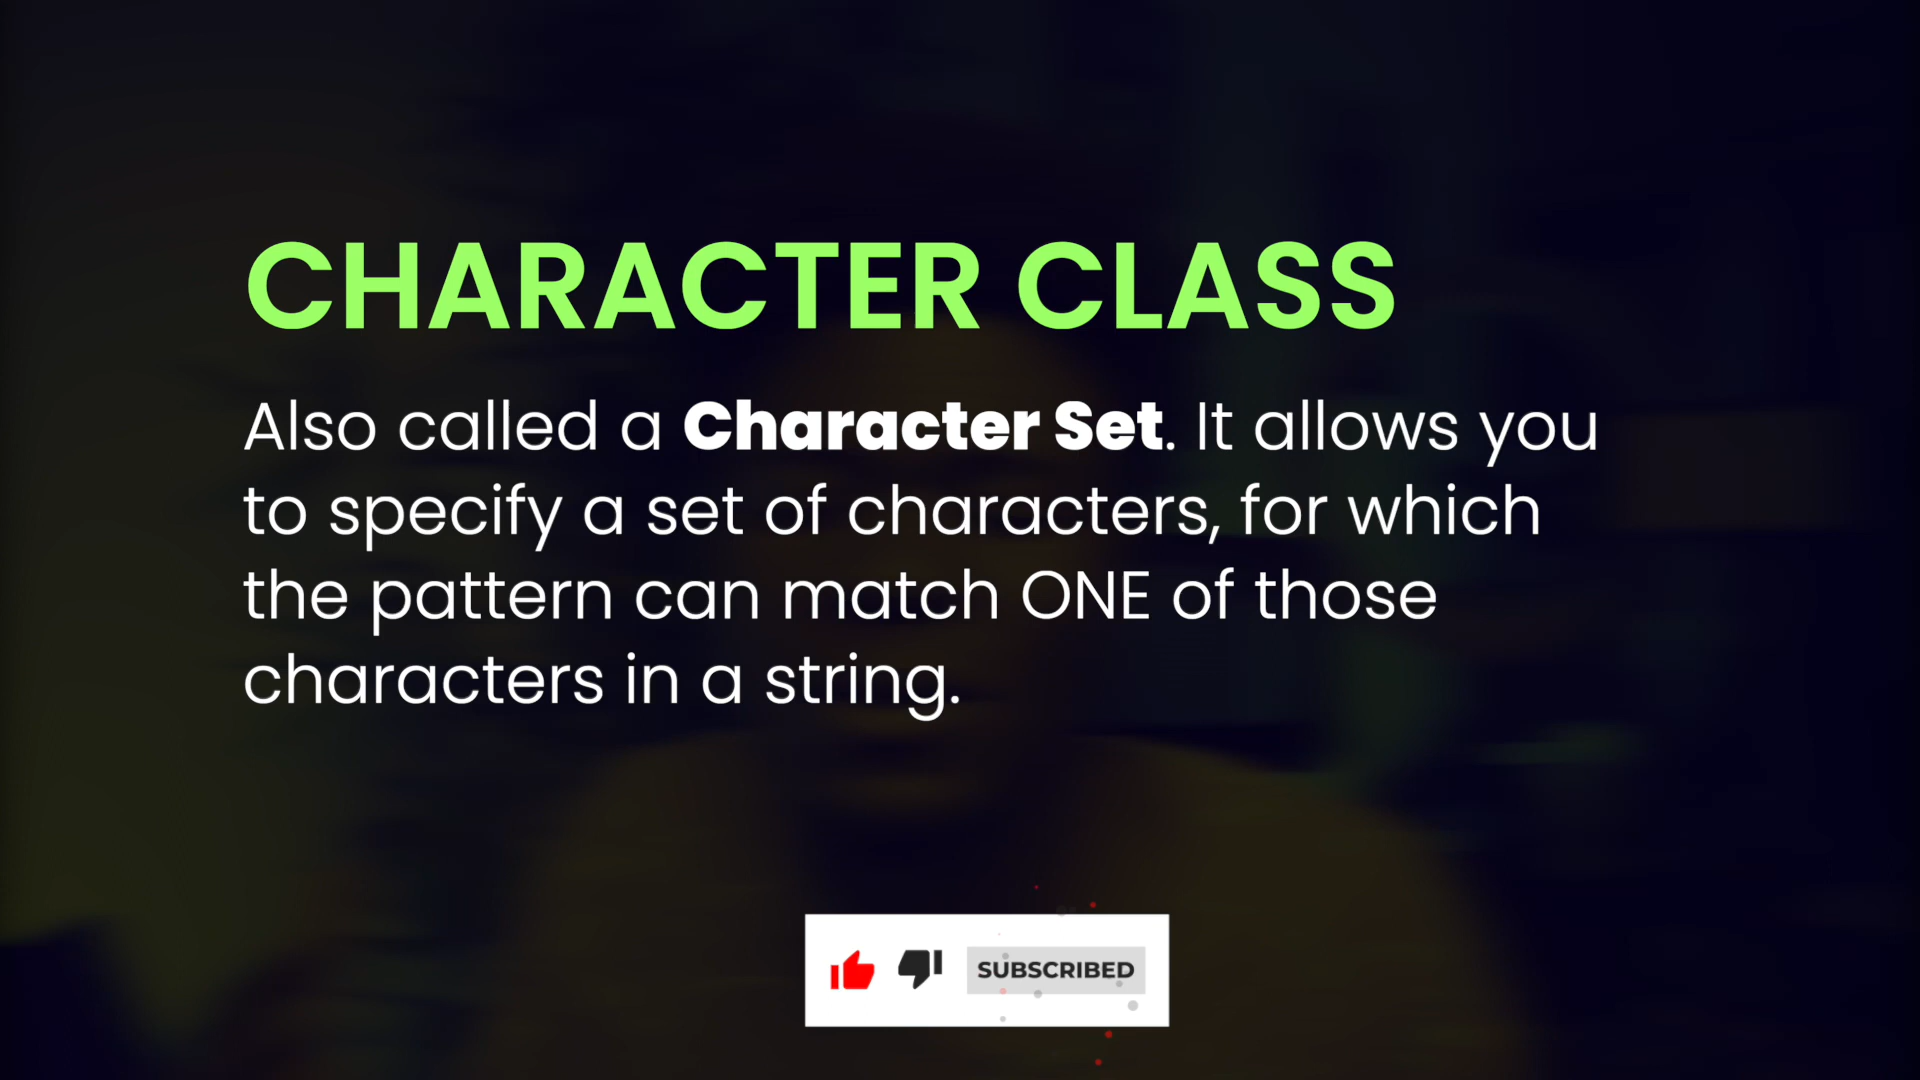 CHARACTER CLASS
Also called a Character Set. It allows you
to specify a set of characters, for which
the pattern can match ONE of those
characters in a string.
SUBSCRIBED